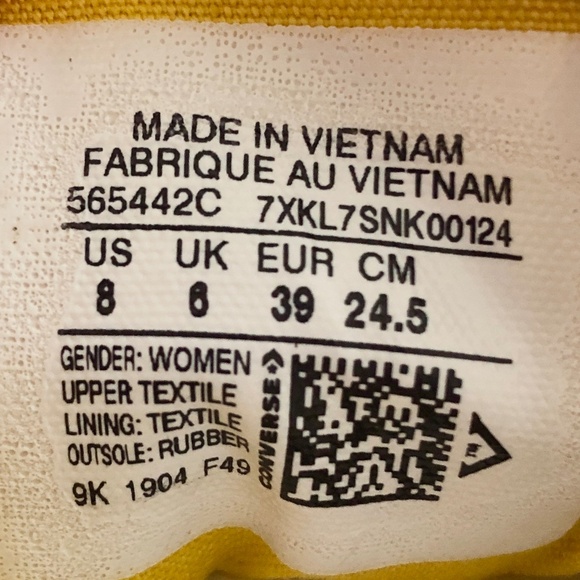 MADE IN VIETNAM
FABRIQUE AU VIETNAM
565442C 7XKL7SNK00124
US UK EUR CM
8 6 39 24.5
GENDER: WOMEN
UPPER TEXTILE
LINING: TEXTILE
OUTSOLE: RUBBER
9K 1904 F49
CONVERSE